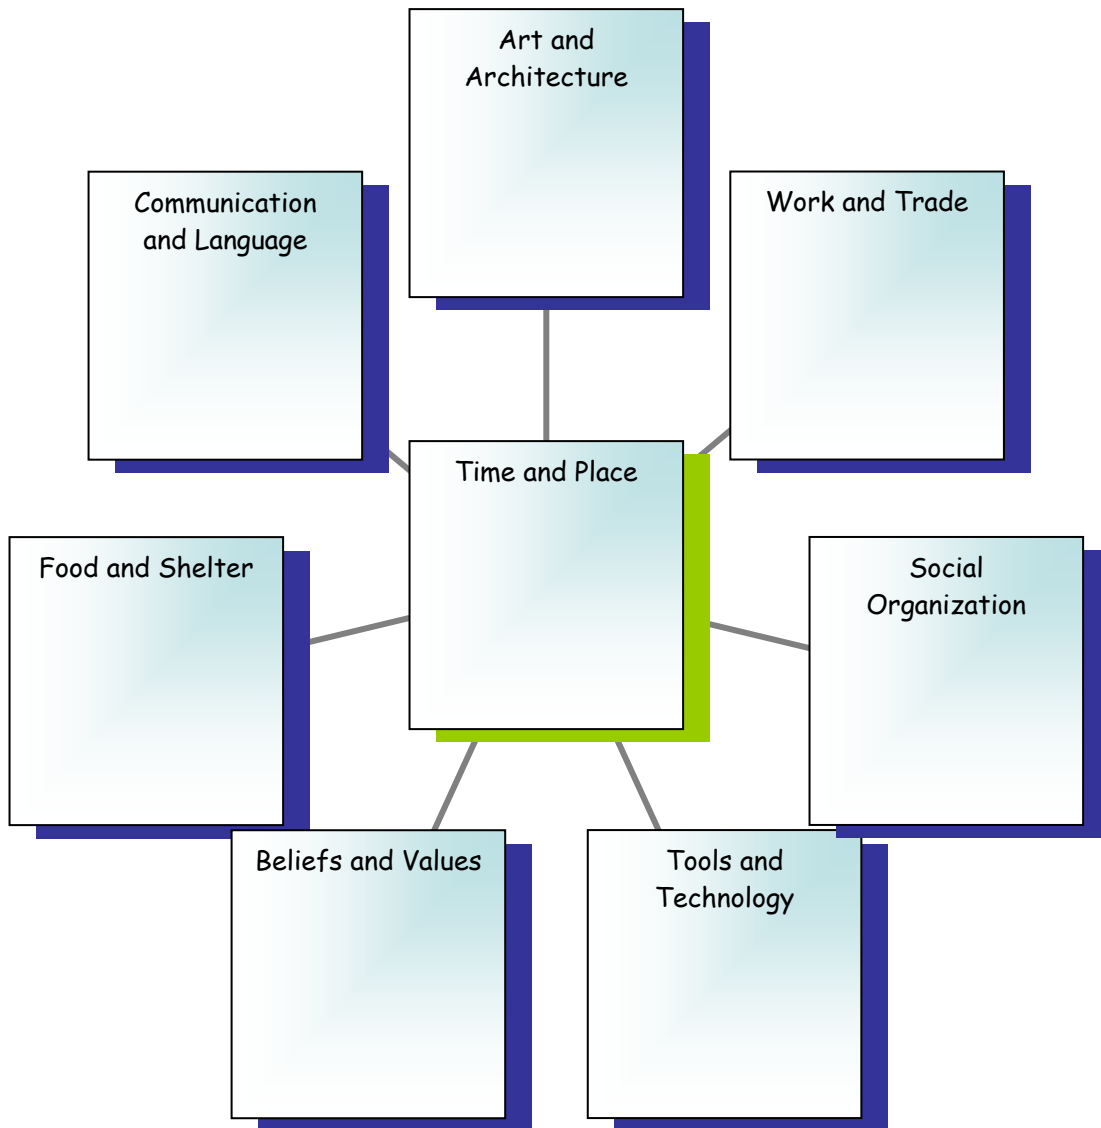 Art and
Architecture
Communication
and Language
Work and Trade
Time and Place
Food and Shelter
Social
Organization
Beliefs and Values
Tools and
Technology